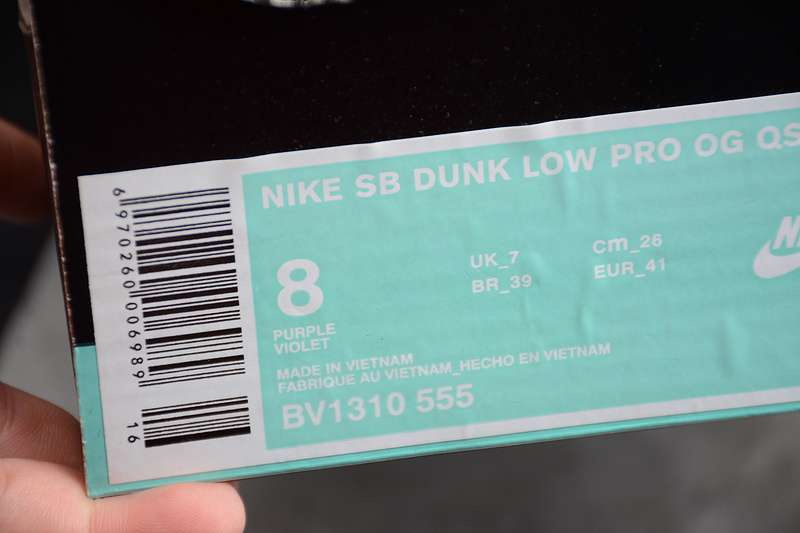 NIKE SB DUNK LOW PRO OG QS
8
UK_7
cm_26
BR_39
EUR_41
PURPLE
VIOLET
MADE IN VIETNAM
FABRIQUE AU VIETNAM_HECHO EN VIETNAM
BV1310 555
6970260006989
16